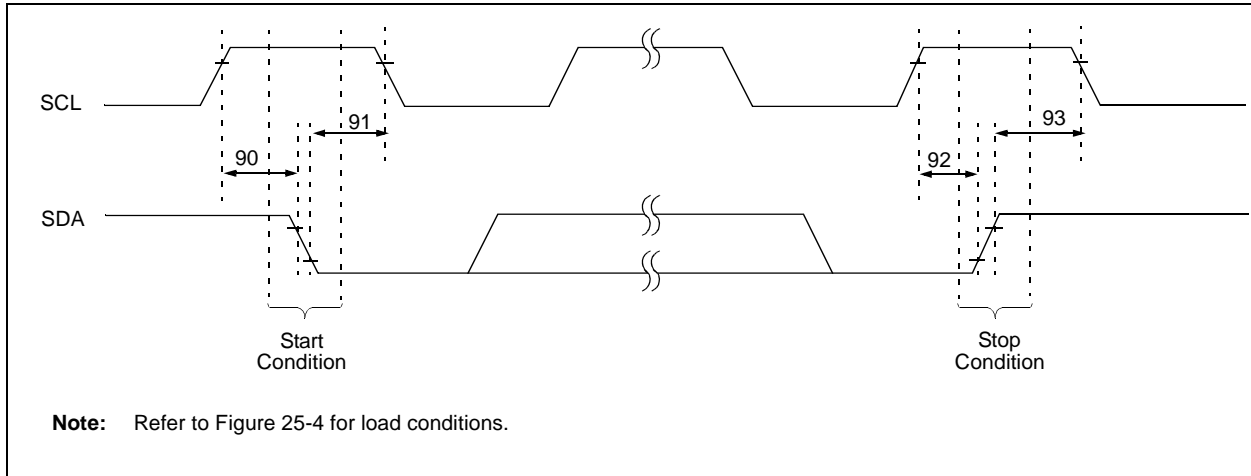 SCL
91
93
90
92
SDA
Start
Condition
Stop
Condition
Note: Refer to Figure 25-4 for load conditions.